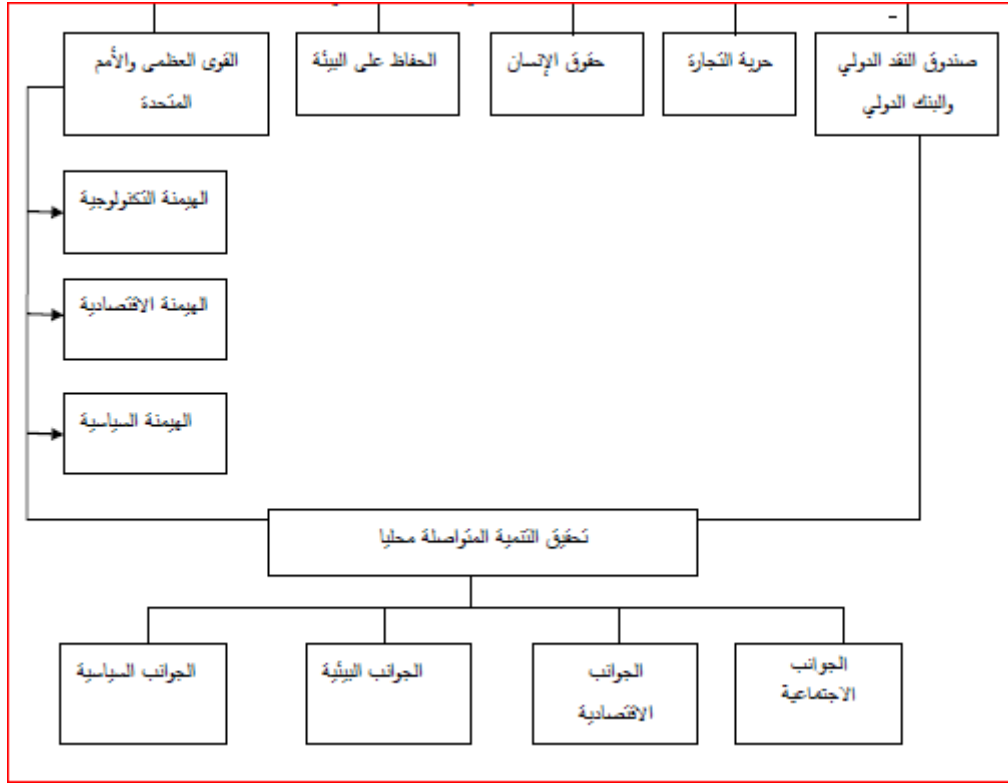 صندوق النقد الدولي
والبنك الدولي
حرية التجارة
حقوق الإنسان
الحفاظ على البيئة
القوى العظمى والأمم
المتحدة
الهيمنة التكنولوجية
الهيمنة الاقتصادية
الهيمنة السياسية
تحقيق التنمية المتواصلة محليا
الجوانب
الاجتماعية
الجوانب
الاقتصادية
الجوانب البيئية
الجوانب السياسية